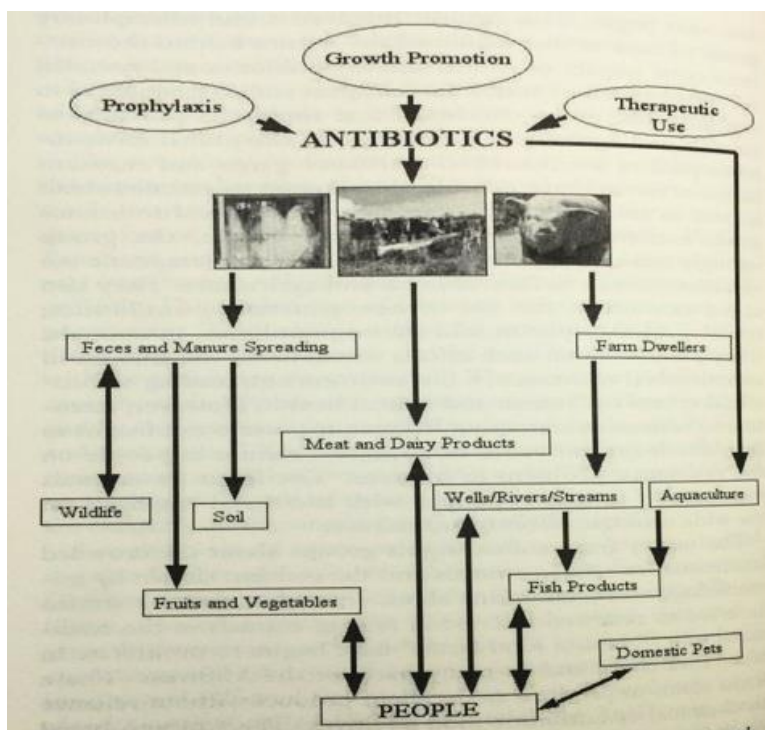 Growth Promotion
Prophylaxis
Therapeutic
Use
ANTIBIOTICS
Feces and Manure Spreading
Farm Dwellers
Meat and Dairy Products
Wells/Rivers/Streams
Aquaculture
Wildlife
Soil
Fish Products
Fruits and Vegetables
Domestic Pets
PEOPLE